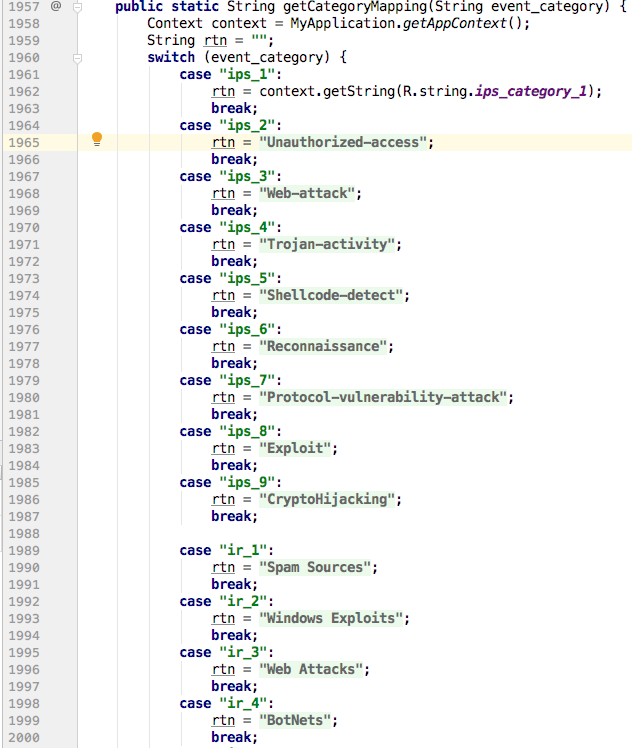 1957 @ public static String getCategoryMapping(String event_category) {
1958 Context context = MyApplication.getAppContext();
1959 String rtn = "";
1960 switch (event_category) {
1961 case "ips_1":
1962 rtn = context.getString(R.string.ips_category_1);
1963 break;
1964 case "ips_2":
1965 rtn = "Unauthorized-access";
1966 break;
1967 case "ips_3":
1968 rtn = "Web-attack";
1969 break;
1970 case "ips_4":
1971 rtn = "Trojan-activity";
1972 break;
1973 case "ips_5":
1974 rtn = "Shellcode-detect";
1975 break;
1976 case "ips_6":
1977 rtn = "Reconnaissance";
1978 break;
1979 case "ips_7":
1980 rtn = "Protocol-vulnerability-attack";
1981 break;
1982 case "ips_8":
1983 rtn = "Exploit";
1984 break;
1985 case "ips_9":
1986 rtn = "CryptoHijacking";
1987 break;
1988
1989 case "ir_1":
1990 rtn = "Spam Sources";
1991 break;
1992 case "ir_2":
1993 rtn = "Windows Exploits";
1994 break;
1995 case "ir_3":
1996 rtn = "Web Attacks";
1997 break;
1998 case "ir_4":
1999 rtn = "BotNets";
2000 break;